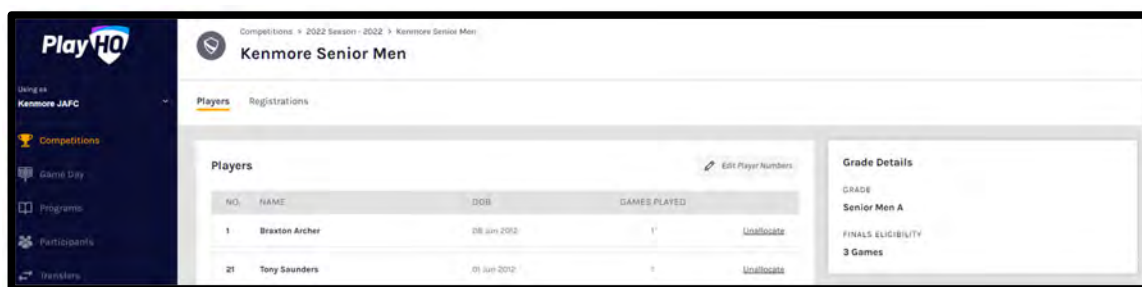 PlayHQ
Using as
Kenmore JAFC
Competitions
Game Day
Programs
Participants
Transfers
Competitions > 2022 Season - 2022 > Kenmore Senior Men
Kenmore Senior Men
Players Registrations
Players
Edit Player Numbers
NO. NAME DOB GAMES PLAYED
1 Braxton Archer 08 Jun 2012 1 Unallocate
21 Tony Saunders 01 Jun 2012 1 Unallocate
Grade Details
GRADE
Senior Men A
FINALS ELIGIBILITY
3 Games